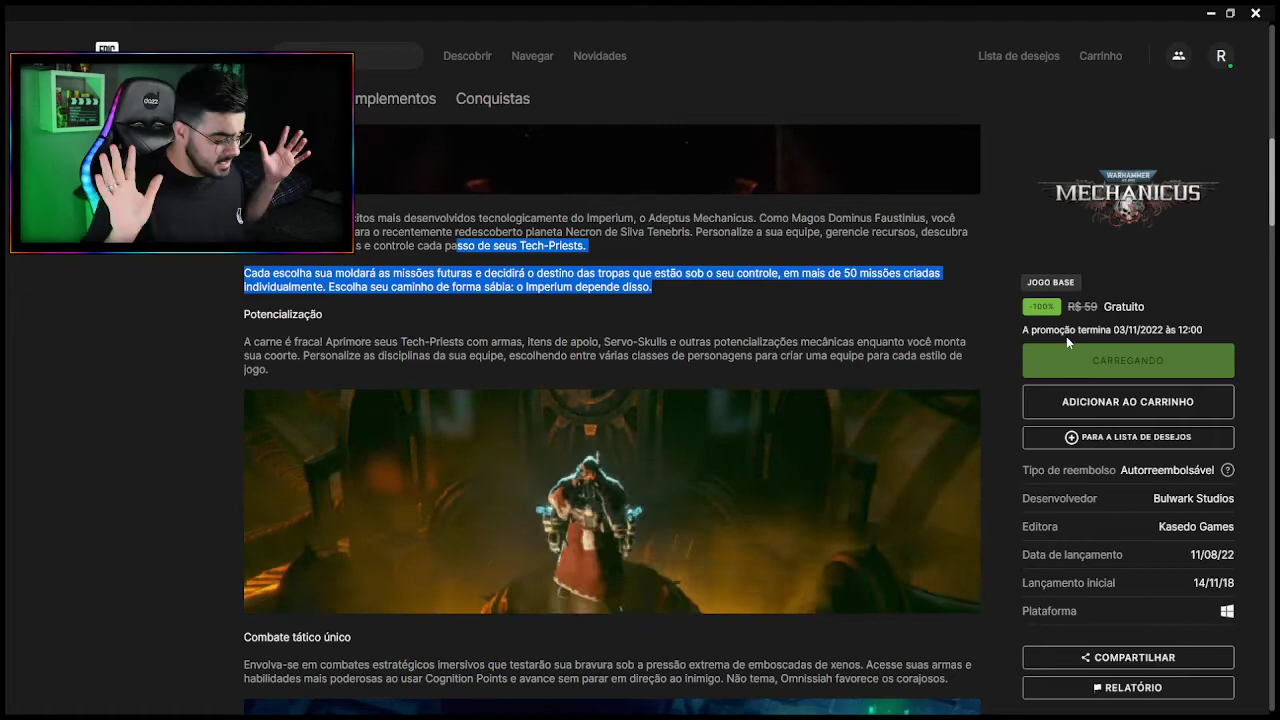 EPIC
Descobrir
Navegar
Novidades
Lista de desejos
Carrinho
R
dazz
mplementos
Conquistas
citos mais desenvolvidos tecnologicamente do Imperium, o Adeptus Mechanicus. Como Magos Dominus Faustinius, você
ara o recentemente redescoberto planeta Necron de Silva Tenebris. Personalize a sua equipe, gerencie recursos, descubra
s e controle cada passo de seus Tech-Priests.
Cada escolha sua moldará as missões futuras e decidirá o destino das tropas que estão sob o seu controle, em mais de 50 missões criadas
individualmente. Escolha seu caminho de forma sábia: o Imperium depende disso.
Potencialização
A carne é fraca! Aprimore seus Tech-Priests com armas, itens de apoio, Servo-Skulls e outras potencializações mecânicas enquanto você monta
sua coorte. Personalize as disciplinas da sua equipe, escolhendo entre várias classes de personagens para criar uma equipe para cada estilo de
jogo.
Combate tático único
Envolva-se em combates estratégicos imersivos que testarão sua bravura sob a pressão extrema de emboscadas de xenos. Acesse suas armas e
habilidades mais poderosas ao usar Cognition Points e avance sem parar em direção ao inimigo. Não tema, Omnissiah favorece os corajosos.
WARHAMMER
MECHANICUS
JOGO BASE
-100% R$ 59 Gratuito
A promoção termina 03/11/2022 às 12:00
CARREGANDO
ADICIONAR AO CARRINHO
PARA A LISTA DE DESEJOS
Tipo de reembolso Autorreembolsável ?
Desenvolvedor Bulwark Studios
Editora Kasedo Games
Data de lançamento 11/08/22
Lançamento inicial 14/11/18
Plataforma
COMPARTILHAR
RELATÓRIO